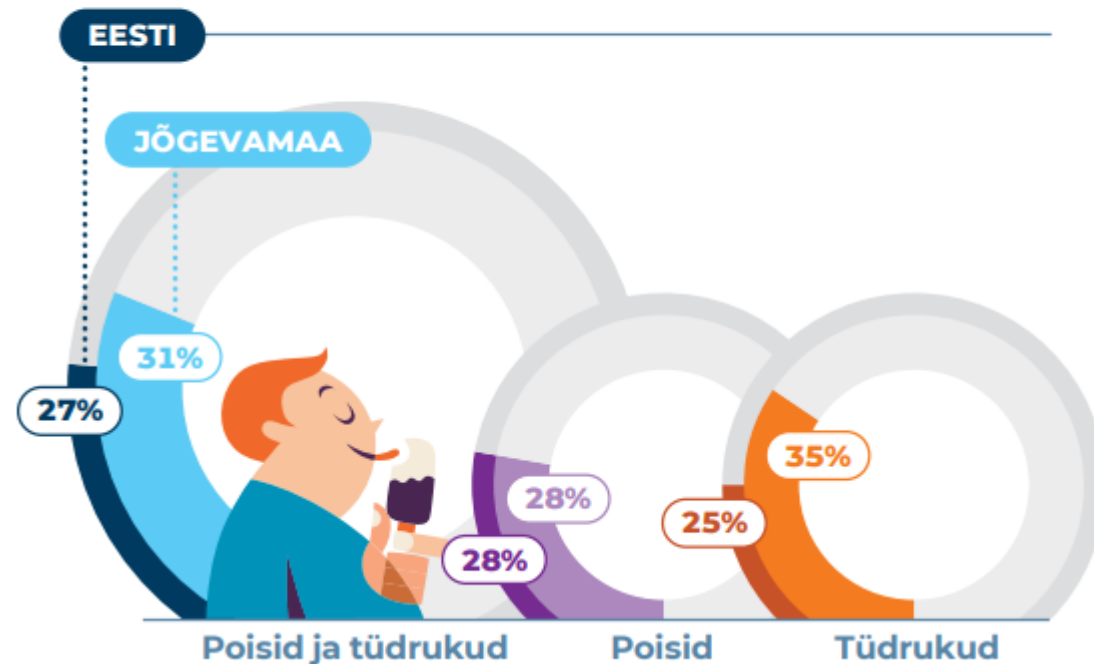 EESTI
JÕGEVAMAA
31%
27%
35%
28%
25%
28%
Poisid ja tüdrukud
Poisid
Tüdrukud